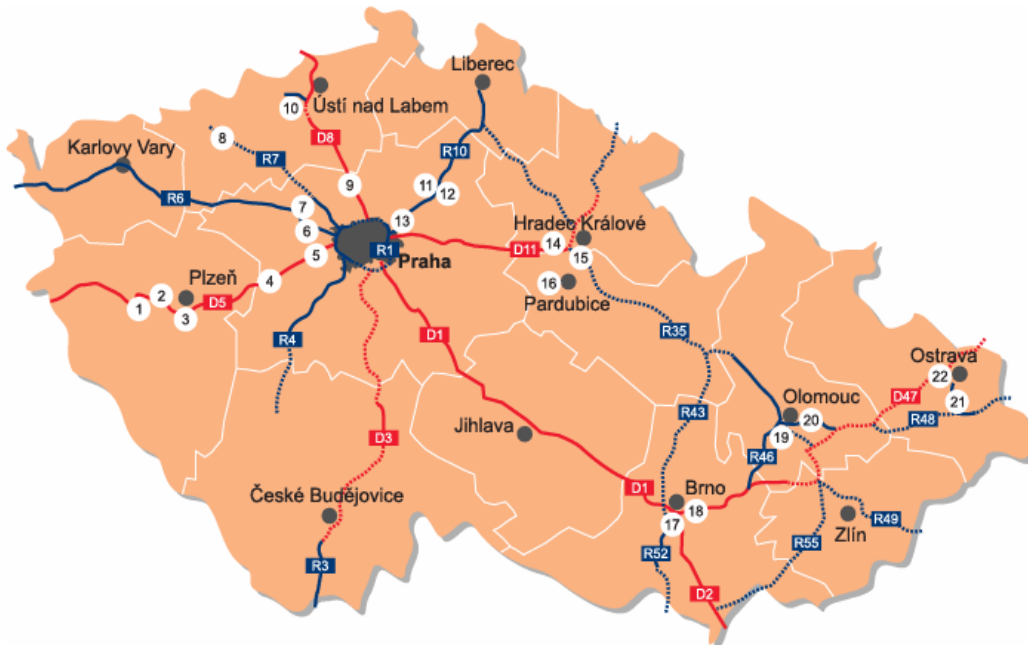 Liberec
10
Ústí nad Labem
8
D8
Karlovy Vary
R7
R10
9
11
12
R6
7
6
13
Hradec Králové
R1
D11
14
5
Praha
15
Plzeň
4
16
2
D5
Pardubice
1
3
R4
D1
R35
Ostrava
22
D47
21
R43
Olomouc
20
R48
Jihlava
D3
19
R46
České Budějovice
D1
Brno
18
17
Zlín
R49
R52
R55
R3
D2